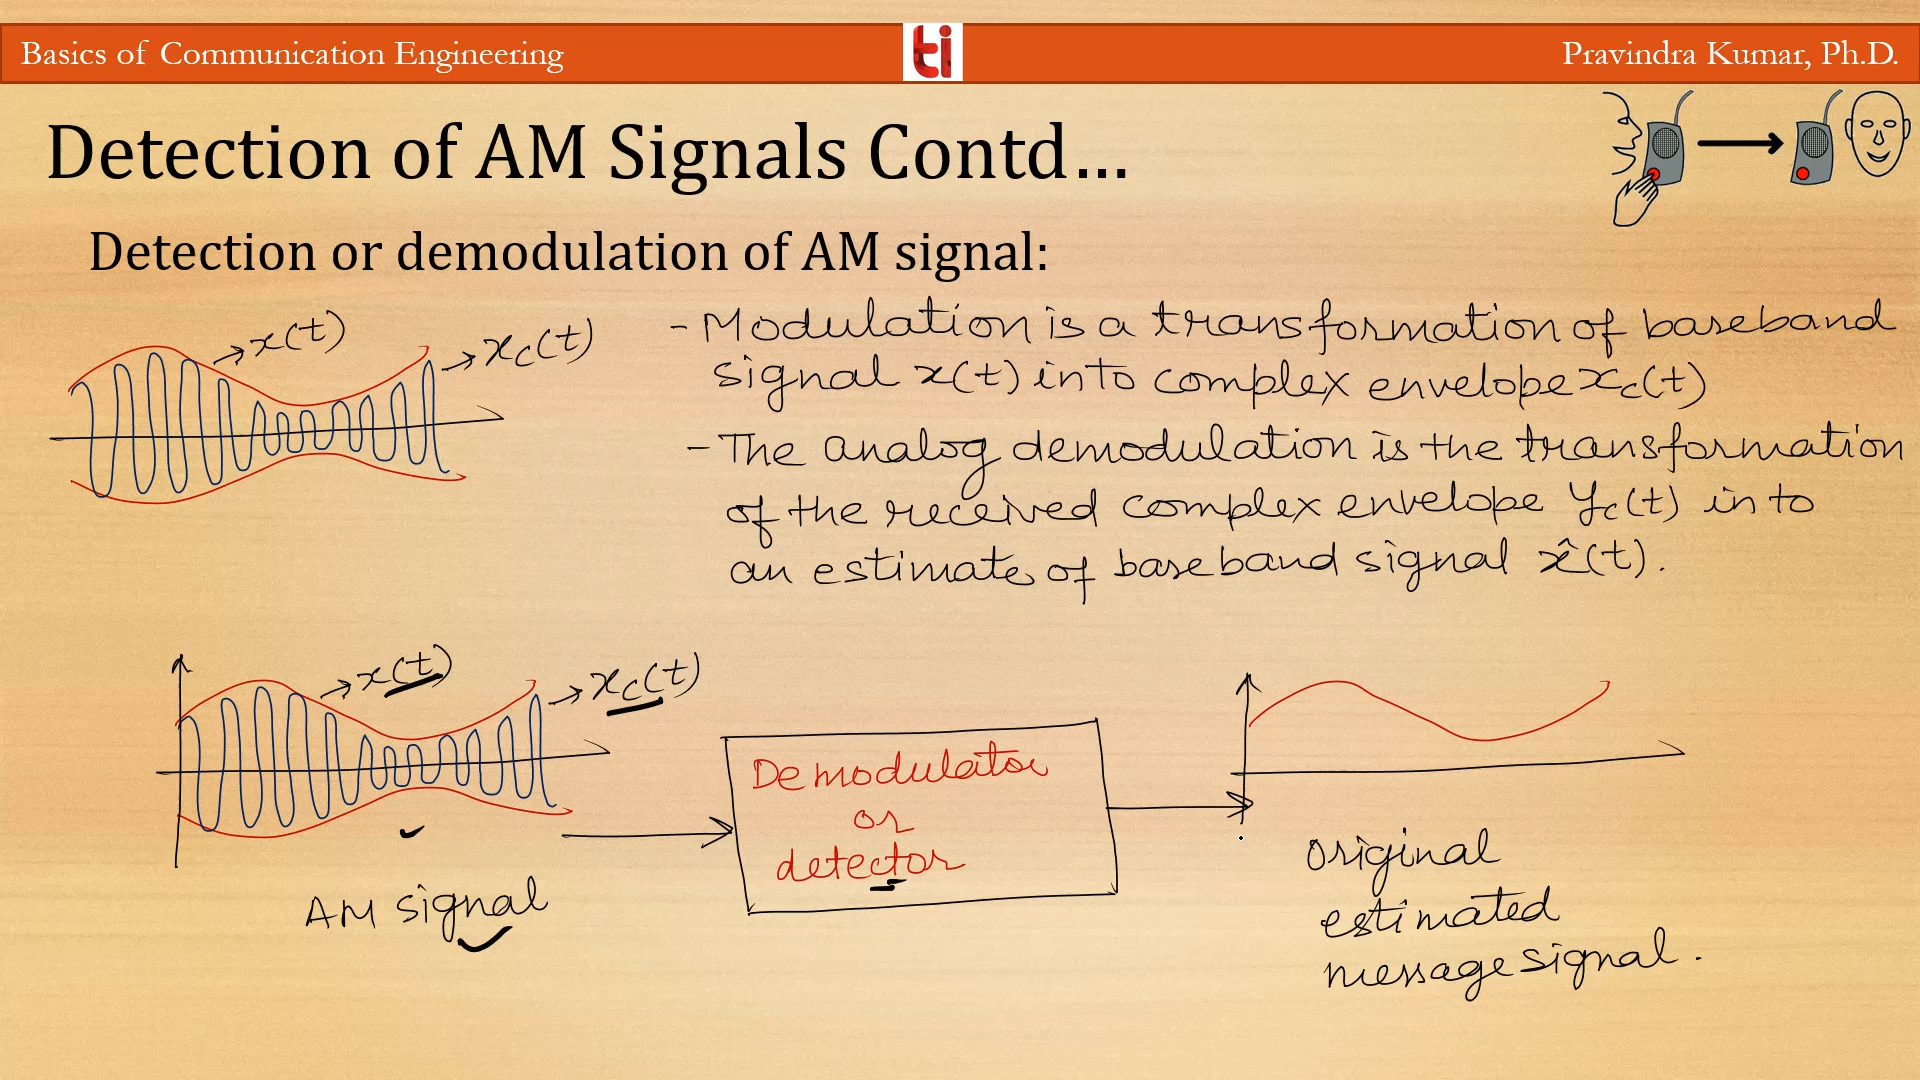 Basics of Communication Engineering
ti
Pravindra Kumar, Ph.D.
Detection of AM Signals Contd...
Detection or demodulation of AM signal:
x(t)
xc(t)
- Modulation is a transformation of baseband
signal x(t) into complex envelope xc(t)
- The analog demodulation is the transformation
of the received complex envelope Yc(t) in to
an estimate of baseband signal x̂(t).
x(t)
xc(t)
Demodulator
or
detector
AM signal
original
estimated
message signal.